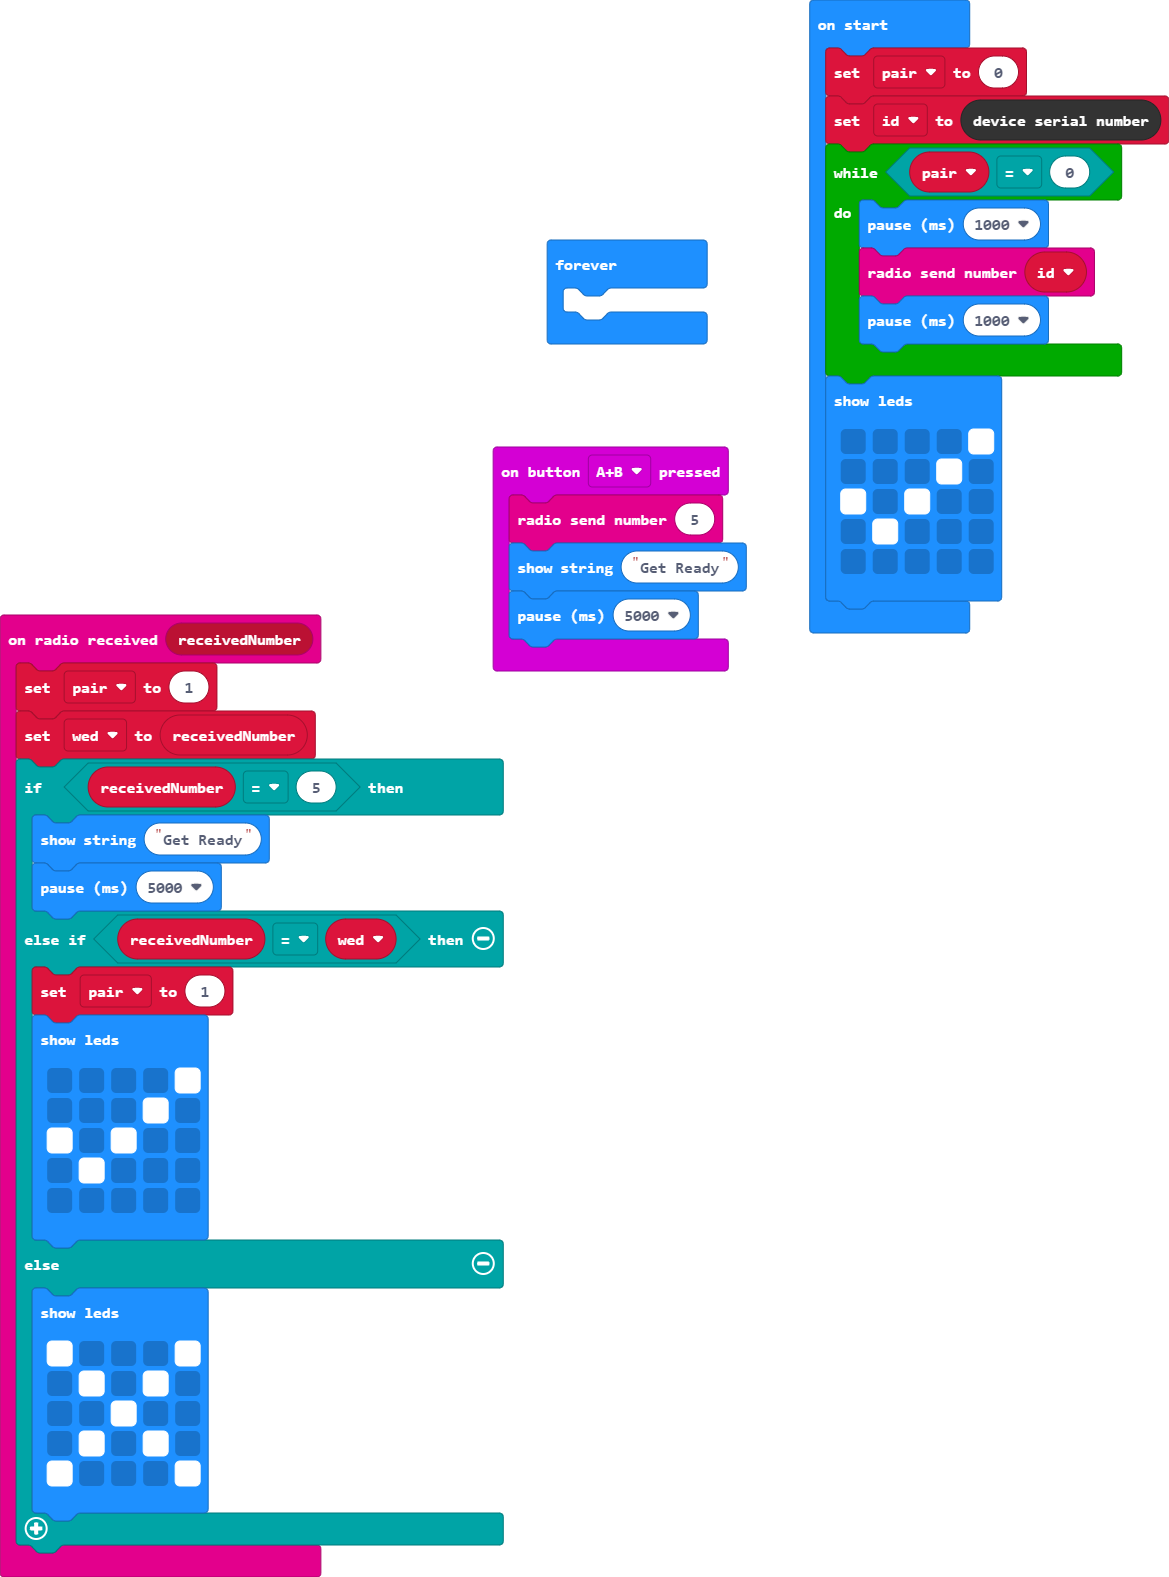 on start
set pair to 0
set id to device serial number
while pair = 0
do
pause (ms) 1000
radio send number id
pause (ms) 1000
show leds
forever
on button A+B pressed
radio send number 5
show string "Get Ready"
pause (ms) 5000
on radio received receivedNumber
set pair to 1
set wed to receivedNumber
if receivedNumber = 5 then
show string "Get Ready"
pause (ms) 5000
else if receivedNumber = wed then
set pair to 1
show leds
else
show leds